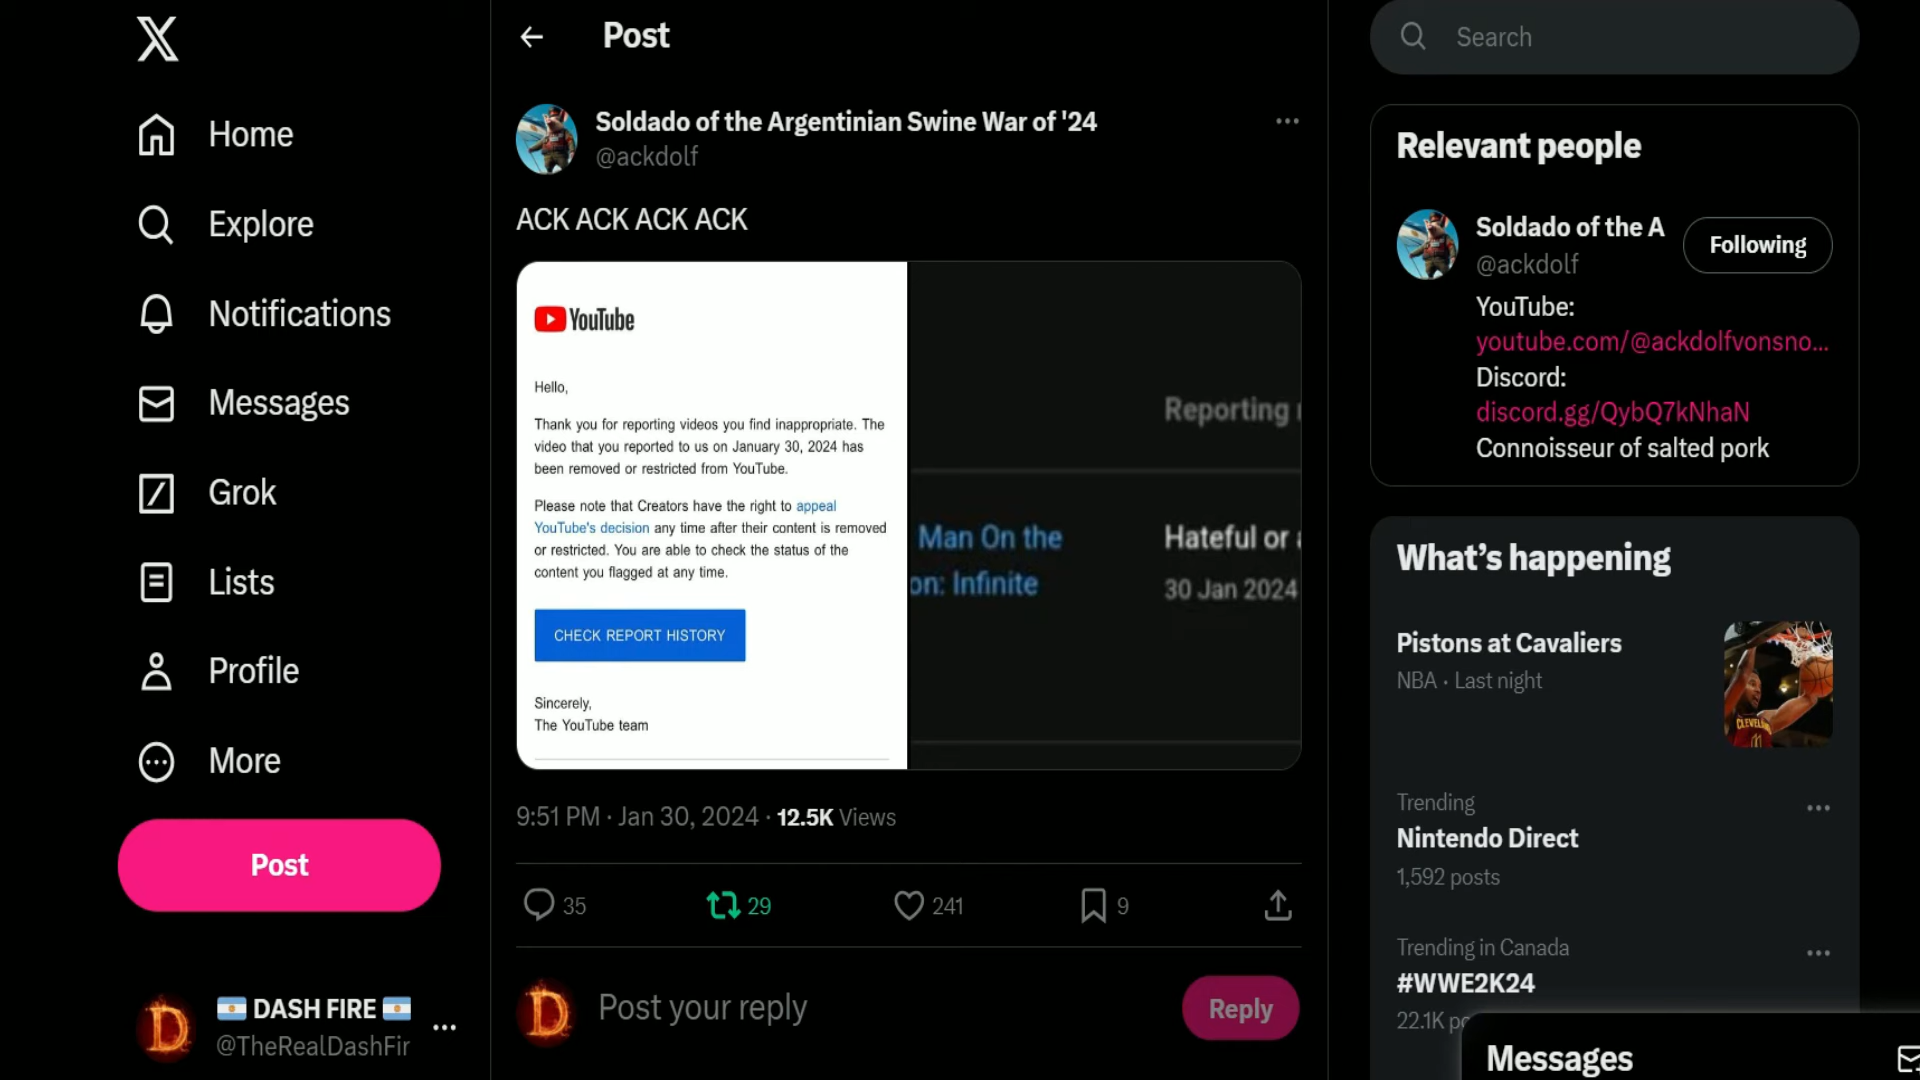 Home
Explore
Notifications
Messages
Grok
Lists
Profile
More
Post
DASH FIRE
@TheRealDashFir
Post
Soldado of the Argentinian Swine War of '24
@ackdolf
ACK ACK ACK ACK
YouTube
Hello,
Thank you for reporting videos you find inappropriate. The
video that you reported to us on January 30, 2024 has
been removed or restricted from YouTube.
Please note that Creators have the right to appeal
YouTube's decision any time after their content is removed
or restricted. You are able to check the status of the
content you flagged at any time.
CHECK REPORT HISTORY
Sincerely,
The YouTube team
Reporting
Man On the
on: Infinite
Hateful or
30 Jan 2024
9:51 PM · Jan 30, 2024 · 12.5K Views
35
29
241
9
D
Post your reply
Reply
Search
Relevant people
Soldado of the A
@ackdolf
Following
YouTube:
youtube.com/@ackdolfvonsno...
Discord:
discord.gg/QybQ7kNhaN
Connoisseur of salted pork
What's happening
Pistons at Cavaliers
NBA · Last night
Trending
Nintendo Direct
1,592 posts
Trending in Canada
#WWE2K24
22.1K
Messages